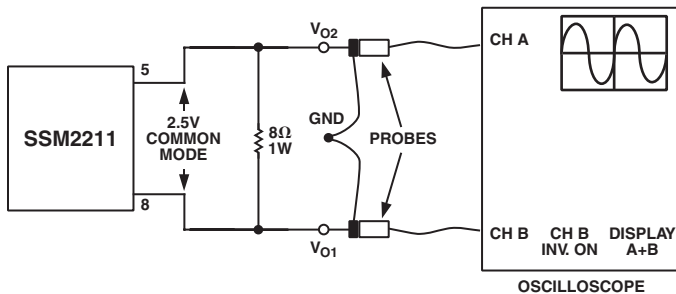 SSM2211
5
8
2.5V
COMMON
MODE
8Ω
1W
VO2
VO1
GND
PROBES
CH A
CH B
CH B
INV. ON
DISPLAY
A+B
OSCILLOSCOPE